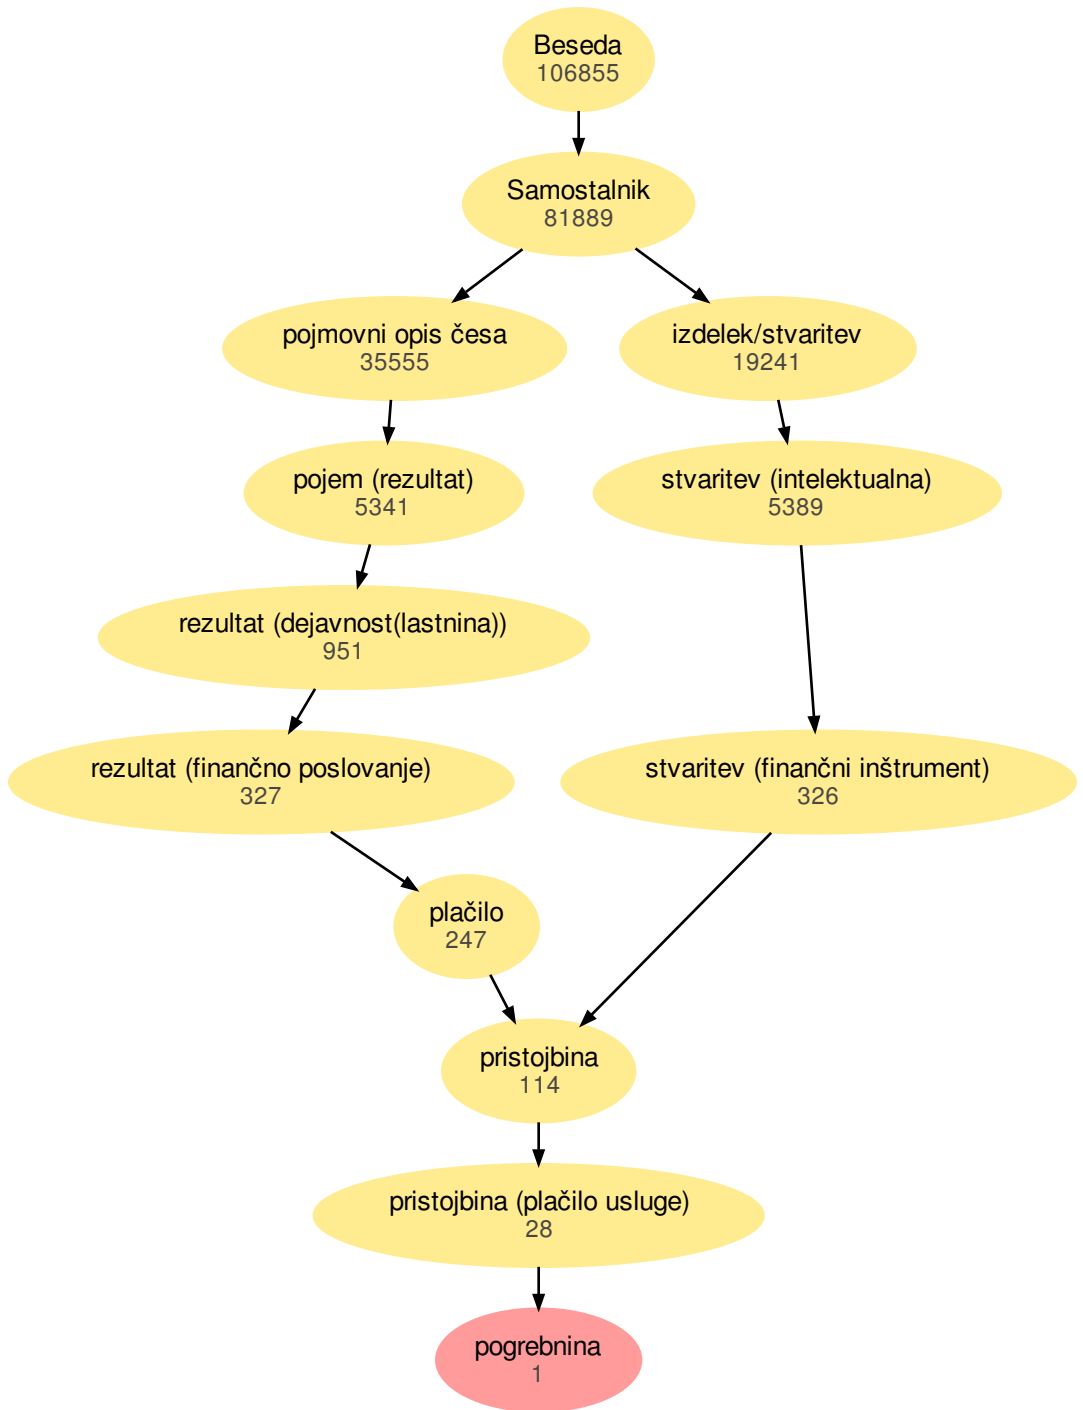 Beseda
106855
Samostalnik
81889
pojmovni opis česa
35555
izdelek/stvaritev
19241
pojem (rezultat)
5341
stvaritev (intelektualna)
5389
rezultat (dejavnost(lastnina))
951
rezultat (finančno poslovanje)
327
stvaritev (finančni inštrument)
326
plačilo
247
pristojbina
114
pristojbina (plačilo usluge)
28
pogrebnina
1